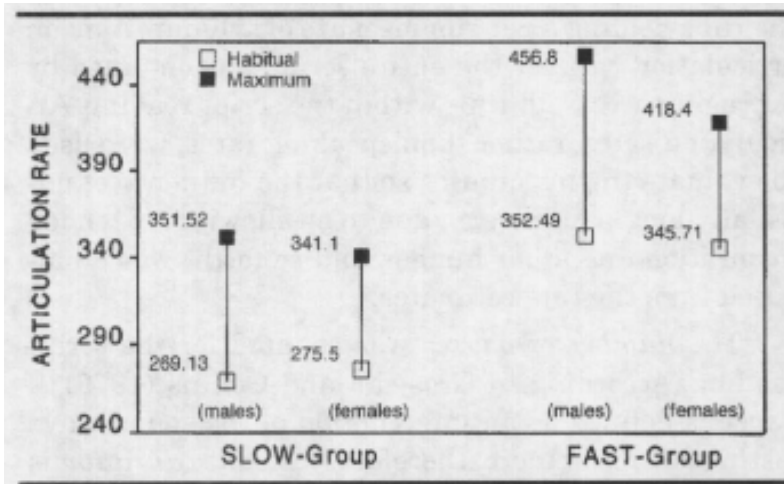 Habitual
Maximum
ARTICULATION RATE
440
390
340
290
240
351.52
269.13
(males)
341.1
275.5
(females)
456.8
352.49
(males)
418.4
345.71
(females)
SLOW-Group
FAST-Group